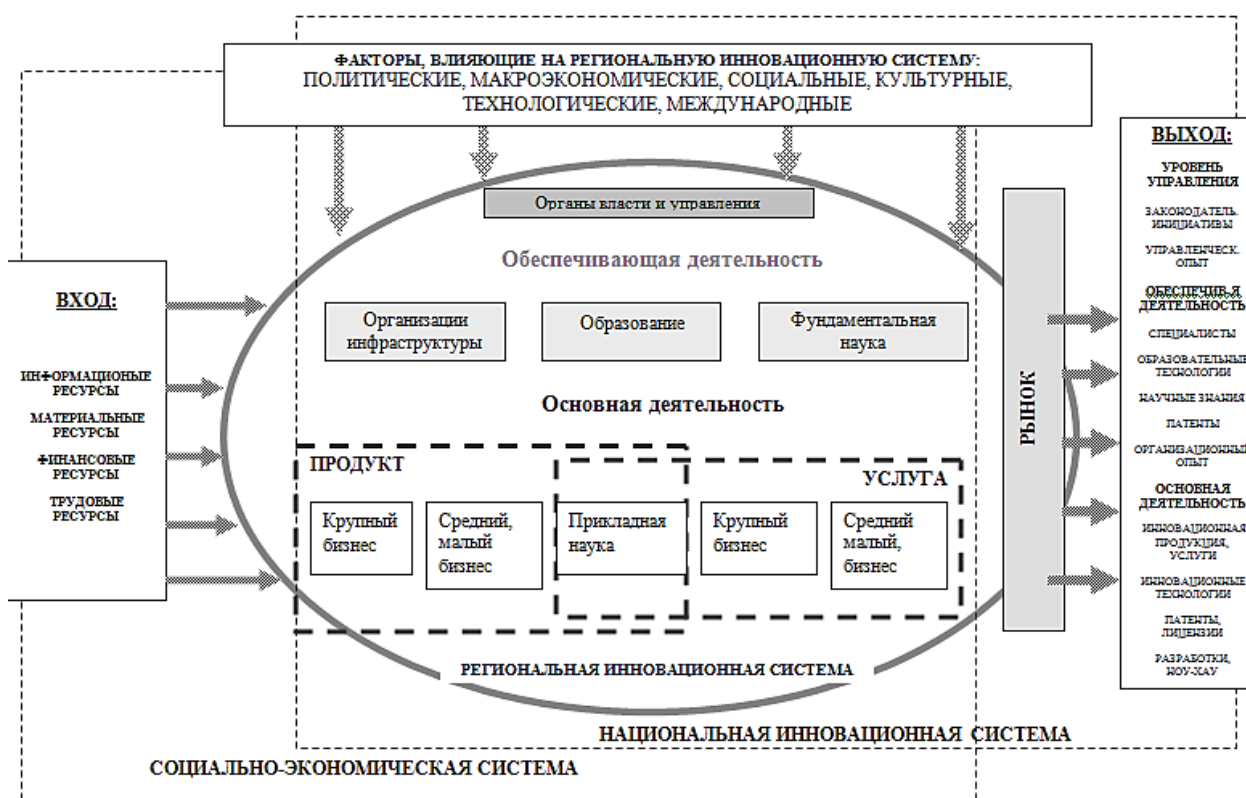 ФАКТОРЫ, ВЛИЯЮЩИЕ НА РЕГИОНАЛЬНУЮ ИННОВАЦИОННУЮ СИСТЕМУ:
ПОЛИТИЧЕСКИЕ, МАКРОЭКОНОМИЧЕСКИЕ, СОЦИАЛЬНЫЕ, КУЛЬТУРНЫЕ,
ТЕХНОЛОГИЧЕСКИЕ, МЕЖДУНАРОДНЫЕ
ВХОД:
ИНФОРМАЦИОНЫЕ
РЕСУРСЫ
МАТЕРИАЛЬНЫЕ
РЕСУРСЫ
ФИНАНСОВЫЕ
РЕСУРСЫ
ТРУДОВЫЕ
РЕСУРСЫ
Органы власти и управления
Обеспечивающая деятельность
Организации
инфраструктуры
Образование
Фундаментальная
наука
Основная деятельность
ПРОДУКТ
УСЛУГА
Крупный
бизнес
Средний,
малый
бизнес
Прикладная
наука
Крупный
бизнес
Средний
малый,
бизнес
РЕГИОНАЛЬНАЯ ИННОВАЦИОННАЯ СИСТЕМА
НАЦИОНАЛЬНАЯ ИННОВАЦИОННАЯ СИСТЕМА
СОЦИАЛЬНО-ЭКОНОМИЧЕСКАЯ СИСТЕМА
РЫНОК
ВЫХОД:
УРОВЕНЬ
УПРАВЛЕНИЯ
ЗАКОНОДАТЕЛЬ.
ИНИЦИАТИВЫ
УПРАВЛЕНЧЕСК.
ОПЫТ
ОБЕСПЕЧИВ-Я
ДЕЯТЕЛЬНОСТЬ
СПЕЦИАЛИСТЫ
ОБРАЗОВАТЕЛЬНЫЕ
ТЕХНОЛОГИИ
НАУЧНЫЕ ЗНАНИЯ
ПАТЕНТЫ
ОРГАНИЗАЦИОННЫЙ
ОПЫТ
ОСНОВНАЯ
ДЕЯТЕЛЬНОСТЬ
ИННОВАЦИОННАЯ
ПРОДУКЦИЯ,
УСЛУГИ
ИННОВАЦИОННЫЕ
ТЕХНОЛОГИИ
ПАТЕНТЫ,
ЛИЦЕНЗИИ
РАЗРАБОТКИ,
НОУ-ХАУ